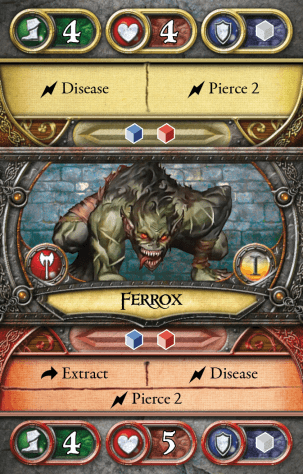 4 4
Disease Pierce 2
I
FERROX
Extract Disease
Pierce 2
4 5